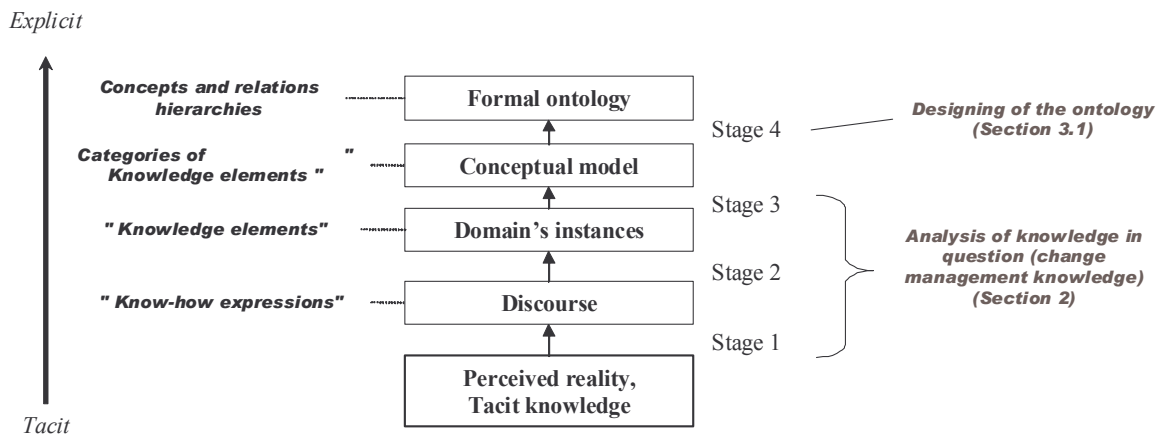 Explicit
Concepts and relations
hierarchies
Formal ontology
Stage 4
Designing of the ontology
(Section 3.1)
Categories of "
Knowledge elements "
Conceptual model
Stage 3
" Knowledge elements"
Domain’s instances
Analysis of knowledge in
question (change
management knowledge)
(Section 2)
Stage 2
" Know-how expressions"
Discourse
Stage 1
Perceived reality,
Tacit knowledge
Tacit